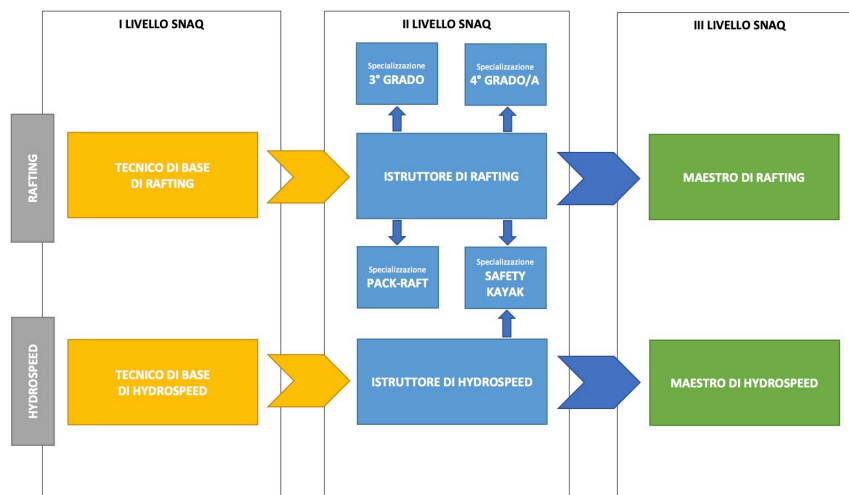 I LIVELLO SNAQ
II LIVELLO SNAQ
III LIVELLO SNAQ
Specializzazione
3° GRADO
Specializzazione
4° GRADO/A
RAFTING
TECNICO DI BASE
DI RAFTING
ISTRUTTORE DI RAFTING
MAESTRO DI RAFTING
Specializzazione
PACK-RAFT
Specializzazione
SAFETY
KAYAK
HYDROSPEED
TECNICO DI BASE
DI HYDROSPEED
ISTRUTTORE DI HYDROSPEED
MAESTRO DI HYDROSPEED